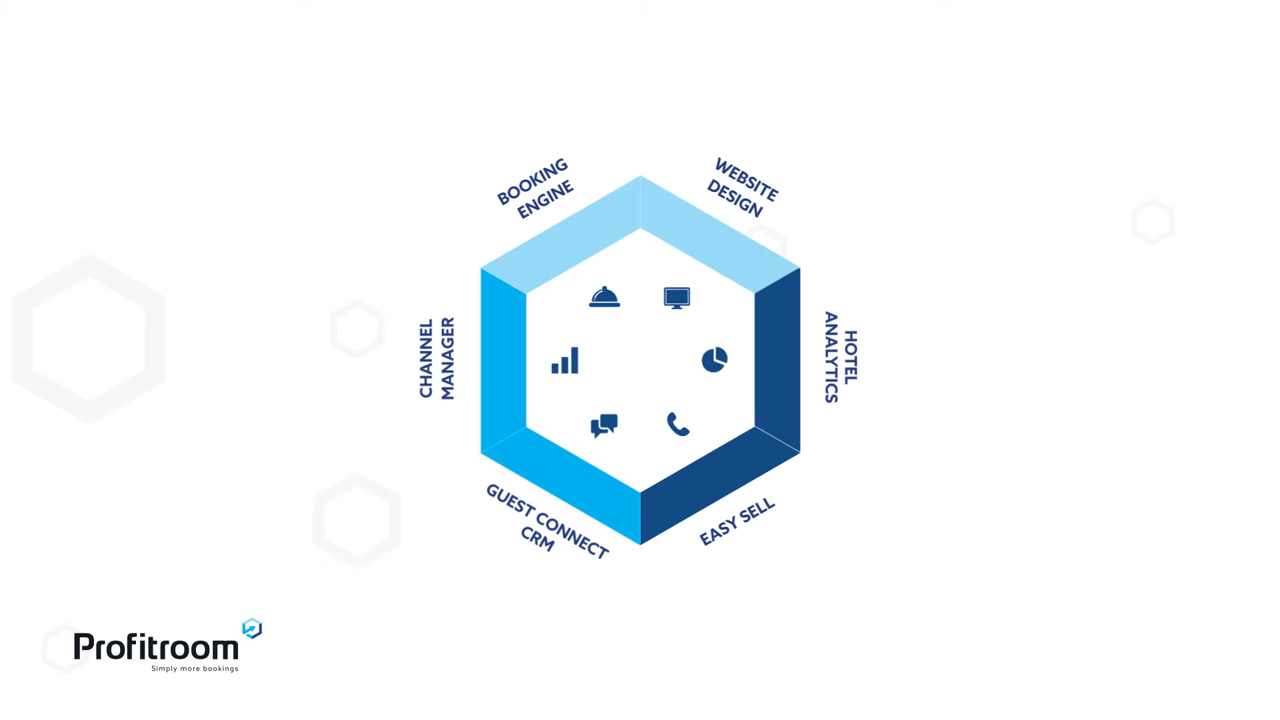 BOOKING
ENGINE
WEBSITE
DESIGN
CHANNEL
MANAGER
HOTEL
ANALYTICS
GUEST CONNECT
CRM
EASY SELL
Profitroom
Simply more bookings